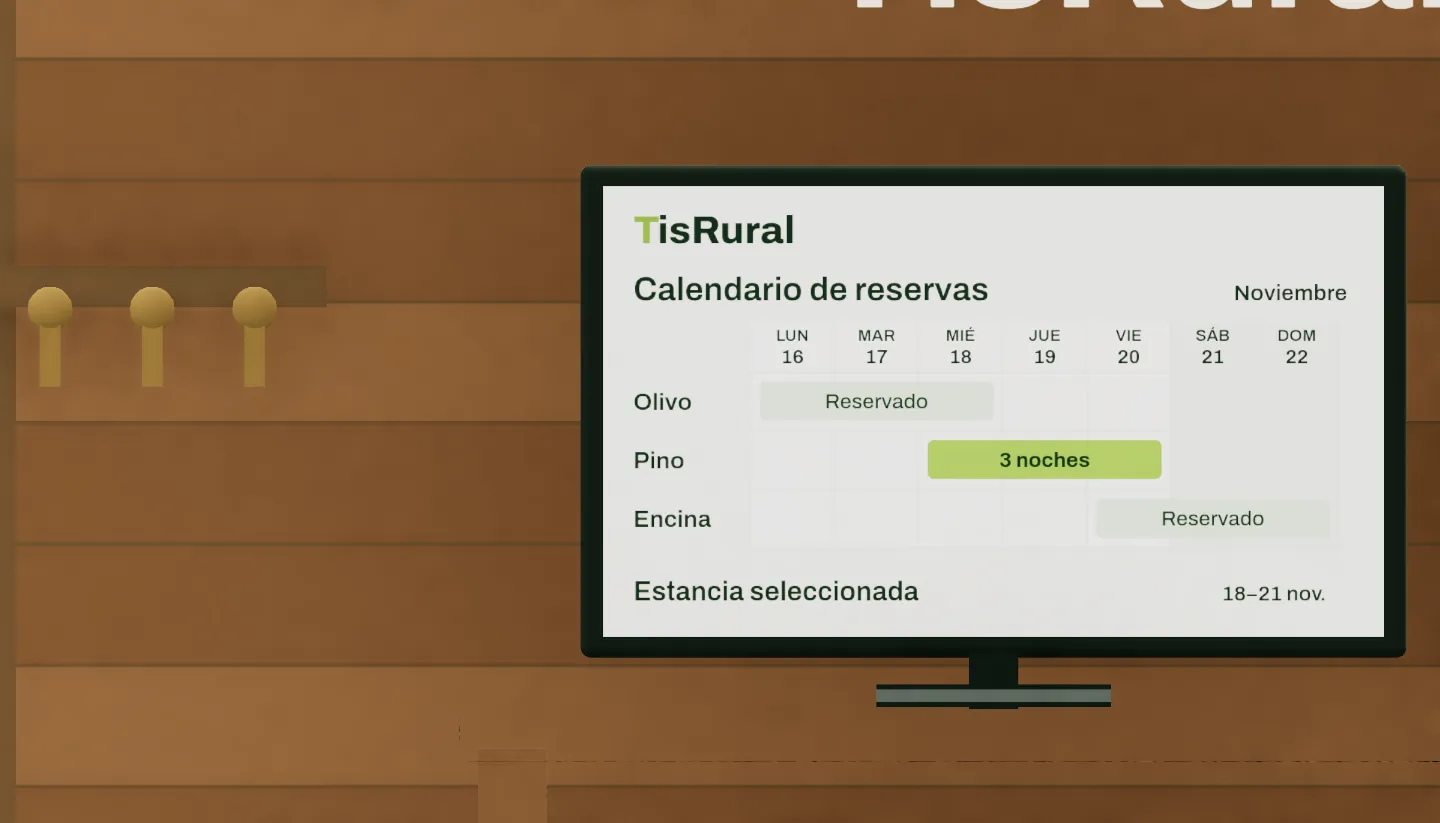 TisRural
TisRural
Calendario de reservas
Noviembre
LUN MAR MIÉ JUE VIE SÁB DOM
16 17 18 19 20 21 22
Olivo Reservado
Pino 3 noches
Encina Reservado
Estancia seleccionada 18–21 nov.